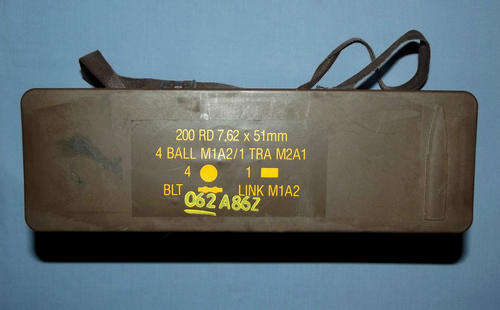 200 RD 7,62 x 51mm
4 BALL M1A2/1 TRA M2A1
4 1
BLT LINK M1A2
062 A86Z